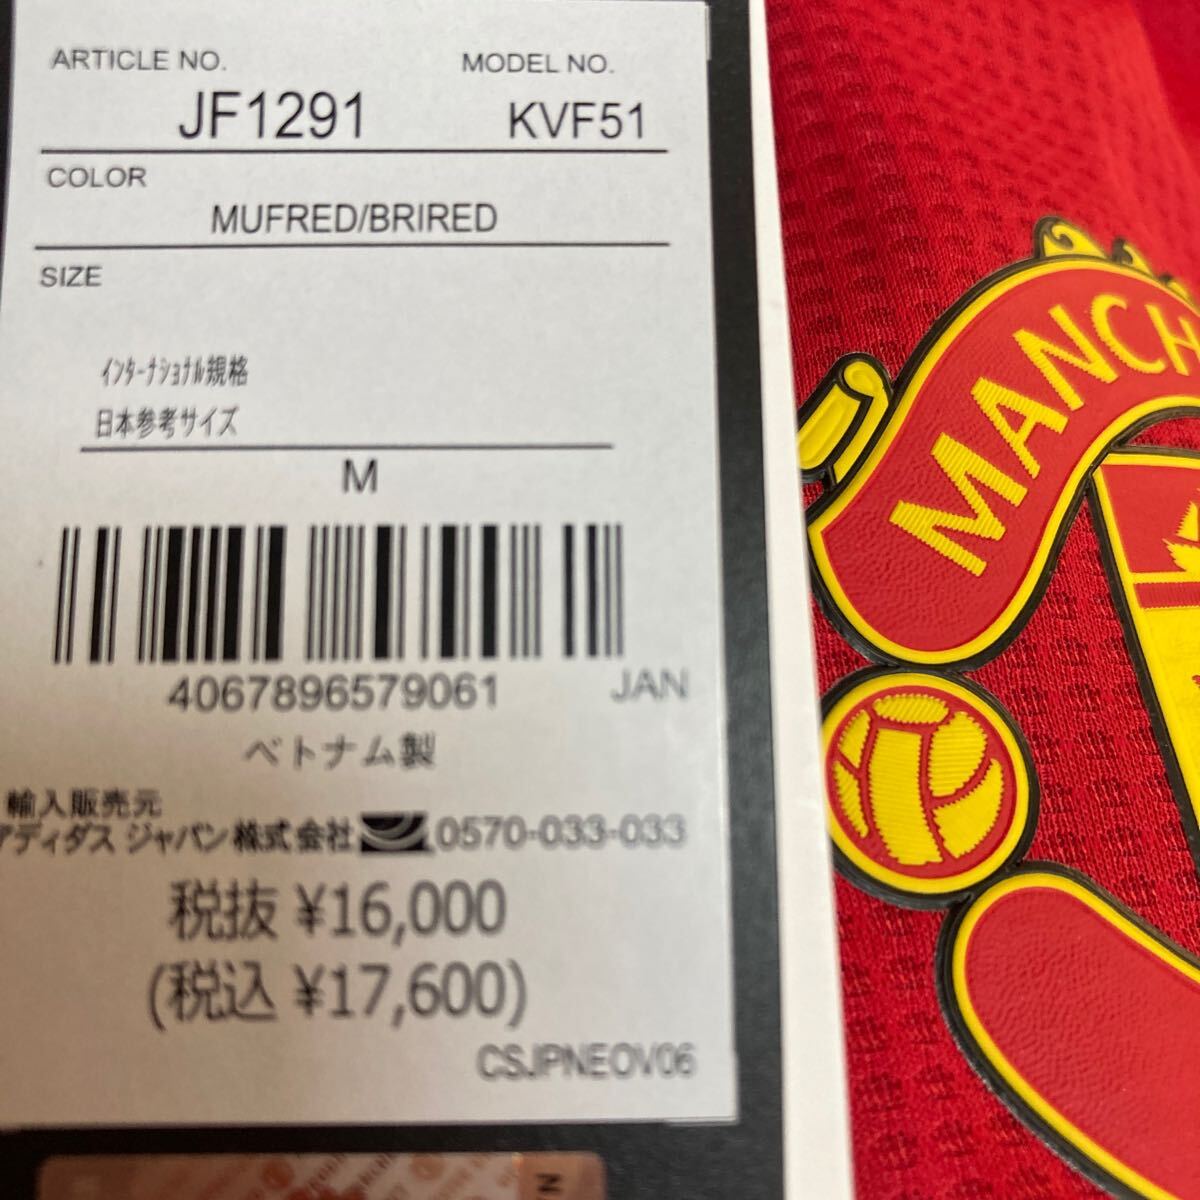 ARTICLE NO. MODEL NO.
JF1291 KVF51
COLOR
MUFRED/BRIRED
SIZE
インターナショナル規格
日本参考サイズ
M
4067896579061 JAN
ベトナム製
輸入販売元
アディダス ジャパン株式会社 0570-033-033
税抜 ¥16,000
(税込 ¥17,600)
CSJPNEOV06
MANCH